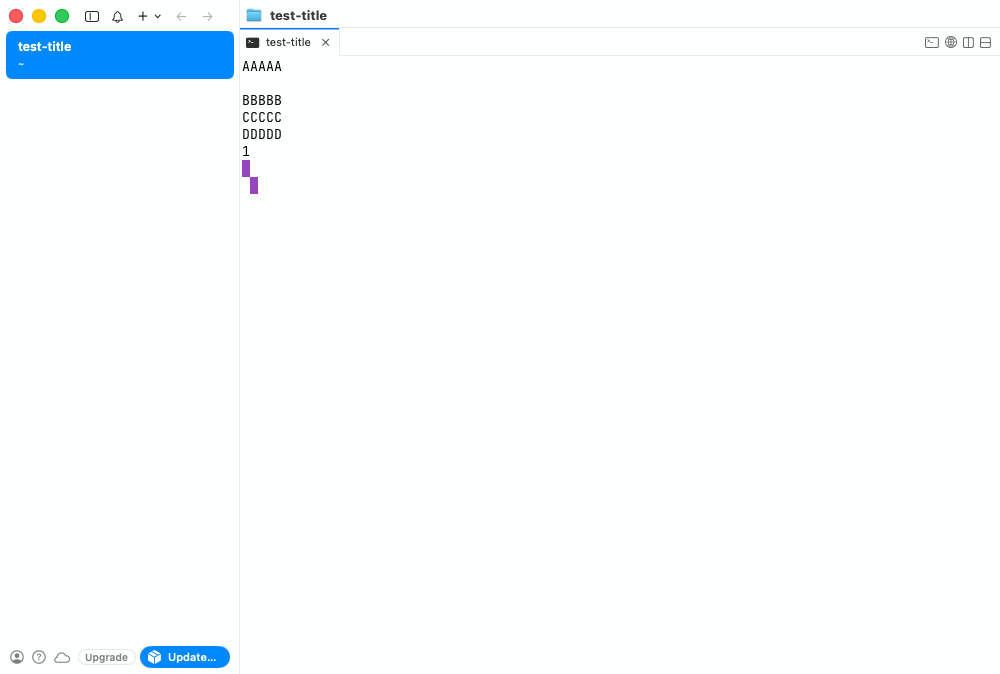 test-title
test-title
~
test-title
AAAAA
BBBBB
CCCCC
DDDDD
1
Upgrade
Update...